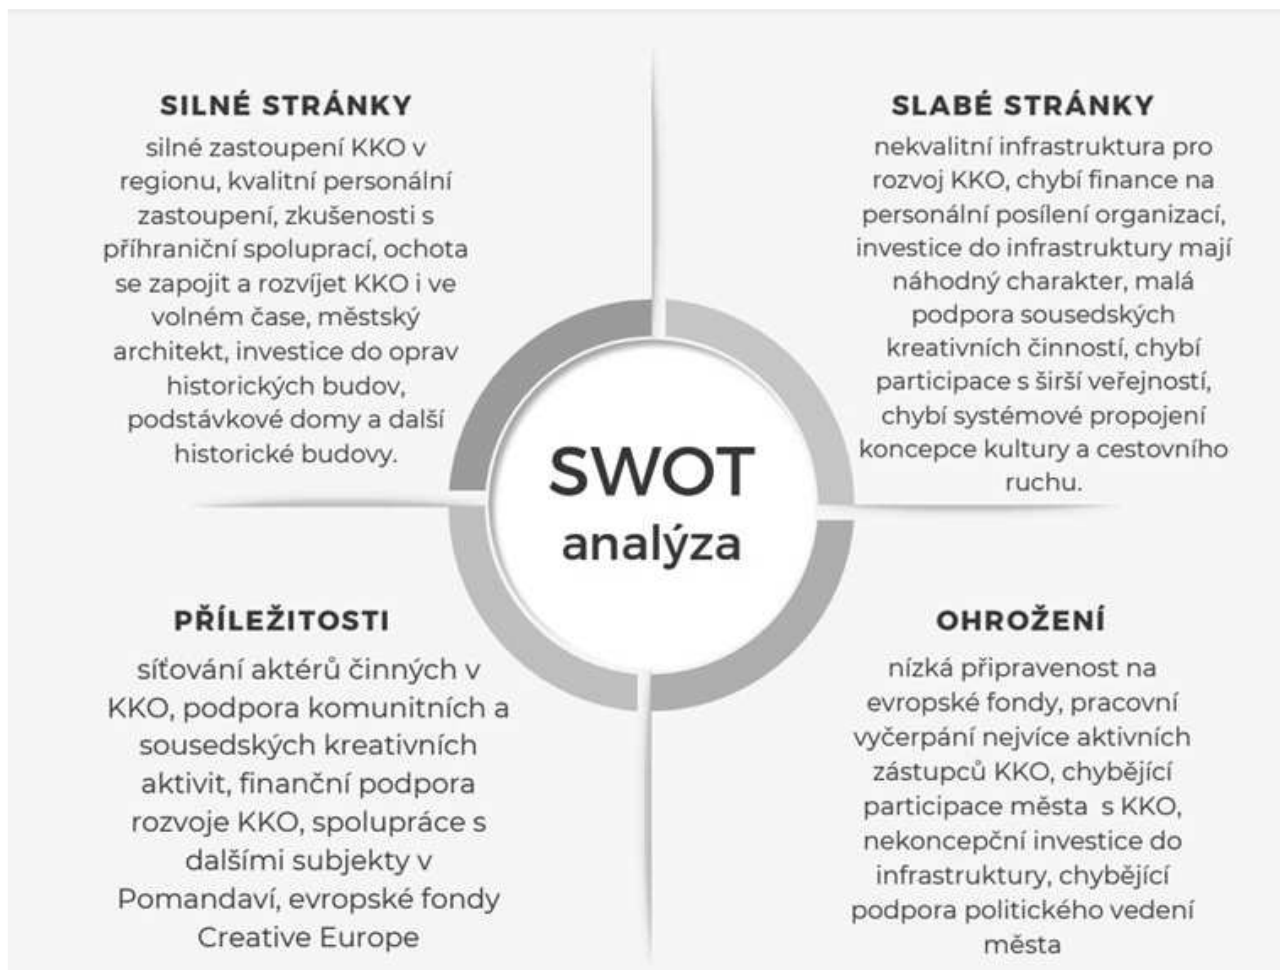 SILNÉ STRÁNKY
silné zastoupení KKO v
regionu, kvalitní personální
zastoupení, zkušenosti s
příhraniční spoluprací, ochota
se zapojit a rozvíjet KKO i ve
volném čase, městský
architekt, investice do oprav
historických budov,
podstávkové domy a další
historické budovy.
SLABÉ STRÁNKY
nekvalitní infrastruktura pro
rozvoj KKO, chybí finance na
personální posílení organizací,
investice do infrastruktury mají
náhodný charakter, malá
podpora sousedských
kreativních činností, chybí
participace s širší veřejností,
chybí systémové propojení
koncepce kultury a cestovního
ruchu.
SWOT
analýza
PŘÍLEŽITOSTI
síťování aktérů činných v
KKO, podpora komunitních a
sousedských kreativních
aktivit, finanční podpora
rozvoje KKO, spolupráce s
dalšími subjekty v
Pomandaví, evropské fondy
Creative Europe
OHROŽENÍ
nízká připravenost na
evropské fondy, pracovní
vyčerpání nejvíce aktivních
zástupců KKO, chybějící
participace města  s KKO,
nekoncepční investice do
infrastruktury, chybějící
podpora politického vedení
města